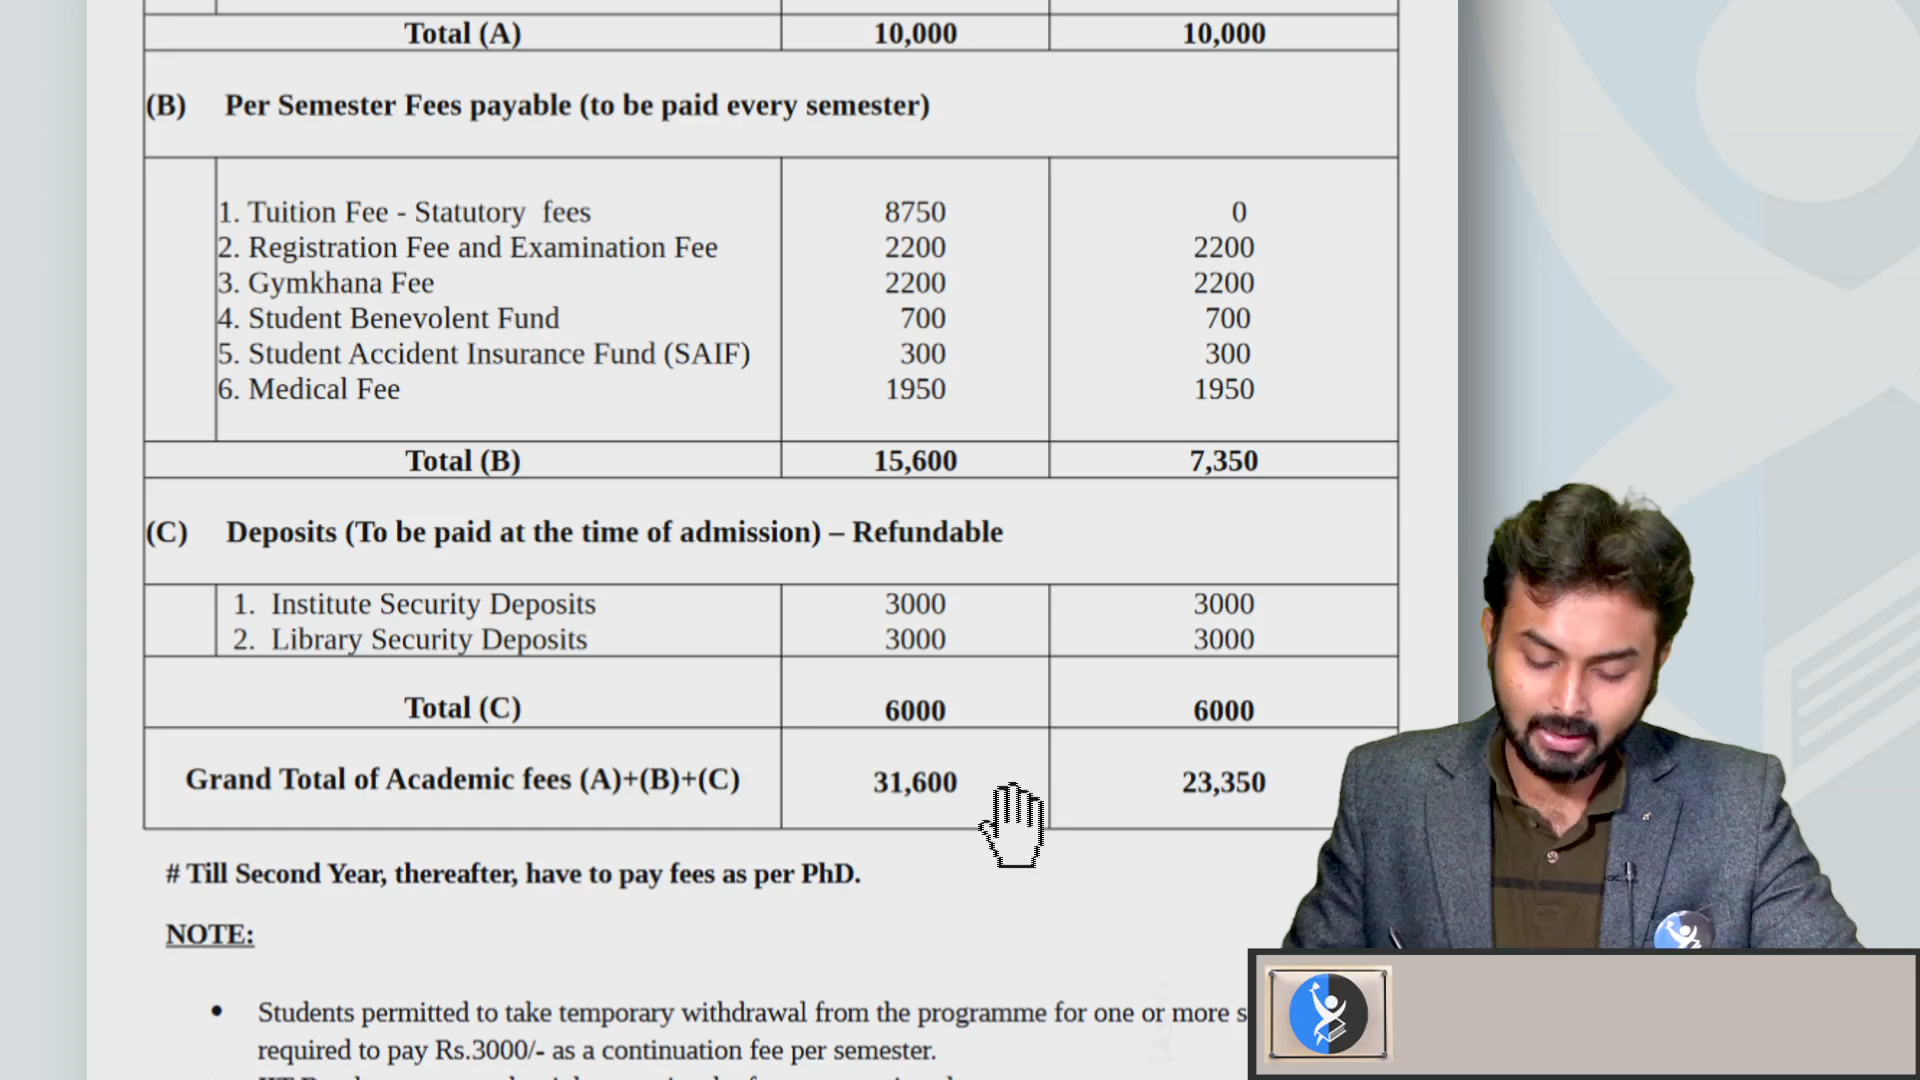 Total (A) 10,000 10,000
(B) Per Semester Fees payable (to be paid every semester)
1. Tuition Fee - Statutory fees 8750 0
2. Registration Fee and Examination Fee 2200 2200
3. Gymkhana Fee 2200 2200
4. Student Benevolent Fund 700 700
5. Student Accident Insurance Fund (SAIF) 300 300
6. Medical Fee 1950 1950
Total (B) 15,600 7,350
(C) Deposits (To be paid at the time of admission) – Refundable
1. Institute Security Deposits 3000 3000
2. Library Security Deposits 3000 3000
Total (C) 6000 6000
Grand Total of Academic fees (A)+(B)+(C) 31,600 23,350
# Till Second Year, thereafter, have to pay fees as per PhD.
NOTE:
• Students permitted to take temporary withdrawal from the programme for one or more s
required to pay Rs.3000/- as a continuation fee per semester.